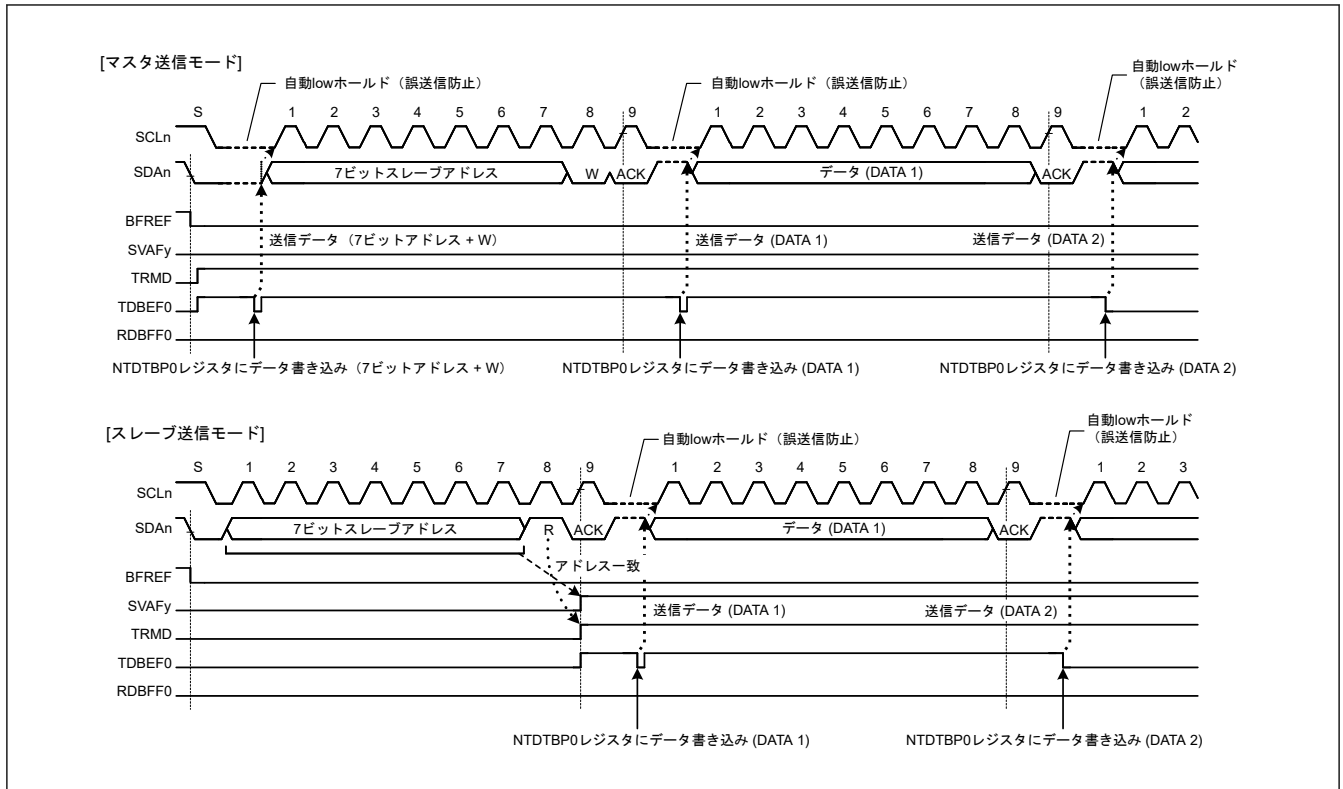 [マスタ送信モード]
自動lowホールド（誤送信防止）
自動lowホールド（誤送信防止）
自動lowホールド
（誤送信防止）
S 1 2 3 4 5 6 7 8 9 1 2 3 4 5 6 7 8 9 1 2
SCLn
SDAn 7ビットスレーブアドレス W ACK データ (DATA 1) ACK
BFREF
送信データ（7ビットアドレス + W） 送信データ (DATA 1) 送信データ (DATA 2)
SVAFy
TRMD
TDBEF0
RDBFF0
NTDTBP0レジスタにデータ書き込み（7ビットアドレス + W） NTDTBP0レジスタにデータ書き込み (DATA 1) NTDTBP0レジスタにデータ書き込み (DATA 2)
[スレーブ送信モード]
自動lowホールド（誤送信防止）
自動lowホールド
（誤送信防止）
S 1 2 3 4 5 6 7 8 9 1 2 3 4 5 6 7 8 9 1 2 3
SCLn
SDAn 7ビットスレーブアドレス R ACK データ (DATA 1) ACK
アドレス一致
BFREF
SVAFy
送信データ (DATA 1) 送信データ (DATA 2)
TRMD
TDBEF0
RDBFF0
NTDTBP0レジスタにデータ書き込み (DATA 1) NTDTBP0レジスタにデータ書き込み (DATA 2)